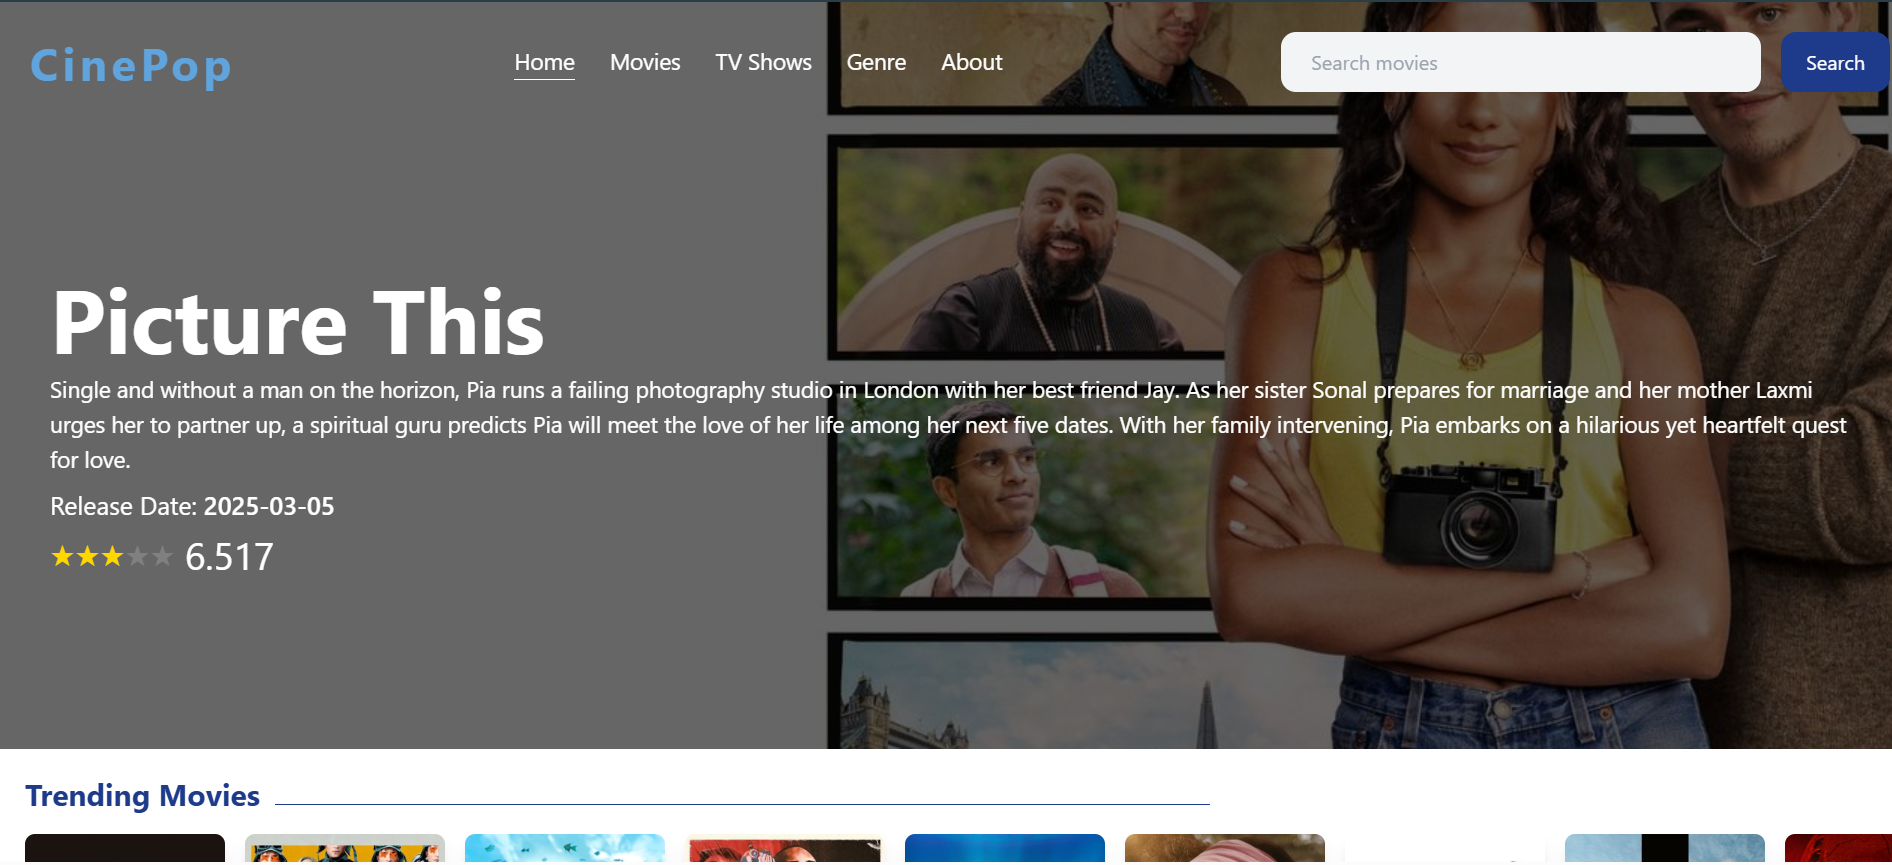 CinePop
Home Movies TV Shows Genre About
Search movies
Search
Picture This
Single and without a man on the horizon, Pia runs a failing photography studio in London with her best friend Jay. As her sister Sonal prepares for marriage and her mother Laxmi
urges her to partner up, a spiritual guru predicts Pia will meet the love of her life among her next five dates. With her family intervening, Pia embarks on a hilarious yet heartfelt quest
for love.
Release Date: 2025-03-05
6.517
Trending Movies